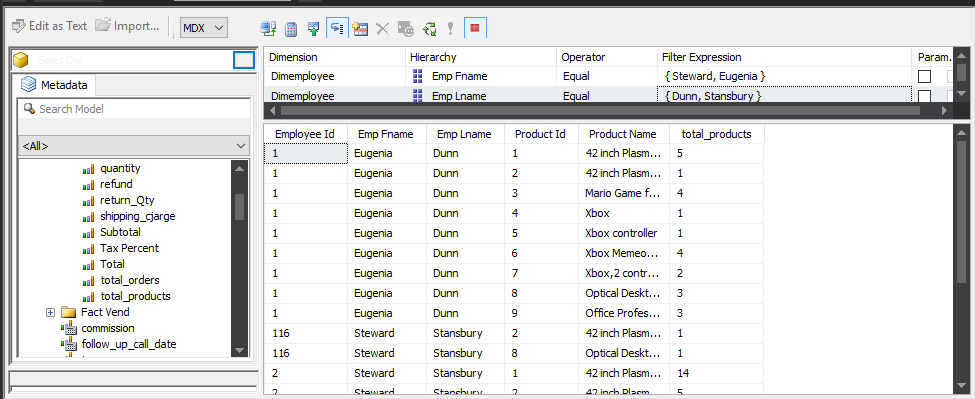 Edit as Text Import... MDX
Sales Dw
Metadata
Search Model
<All>
quantity
refund
return_Qty
shipping_cjarge
Subtotal
Tax Percent
Total
total_orders
total_products
Fact Vend
commission
follow_up_call_date
Dimension Hierarchy Operator Filter Expression Param.
Dimemployee Emp Fname Equal { Steward, Eugenia }
Dimemployee Emp Lname Equal { Dunn, Stansbury }
Employee Id Emp Fname Emp Lname Product Id Product Name total_products
1 Eugenia Dunn 1 42 inch Plasm... 5
1 Eugenia Dunn 2 42 inch Plasm... 1
1 Eugenia Dunn 3 Mario Game f... 4
1 Eugenia Dunn 4 Xbox 1
1 Eugenia Dunn 5 Xbox controller 1
1 Eugenia Dunn 6 Xbox Memeo... 4
1 Eugenia Dunn 7 Xbox,2 contr... 2
1 Eugenia Dunn 8 Optical Deskt... 3
1 Eugenia Dunn 9 Office Profes... 3
116 Steward Stansbury 2 42 inch Plasm... 1
116 Steward Stansbury 8 Optical Deskt... 1
2 Steward Stansbury 1 42 inch Plasm... 14
2 Steward Stansbury 2 42 inch Plasm... 5